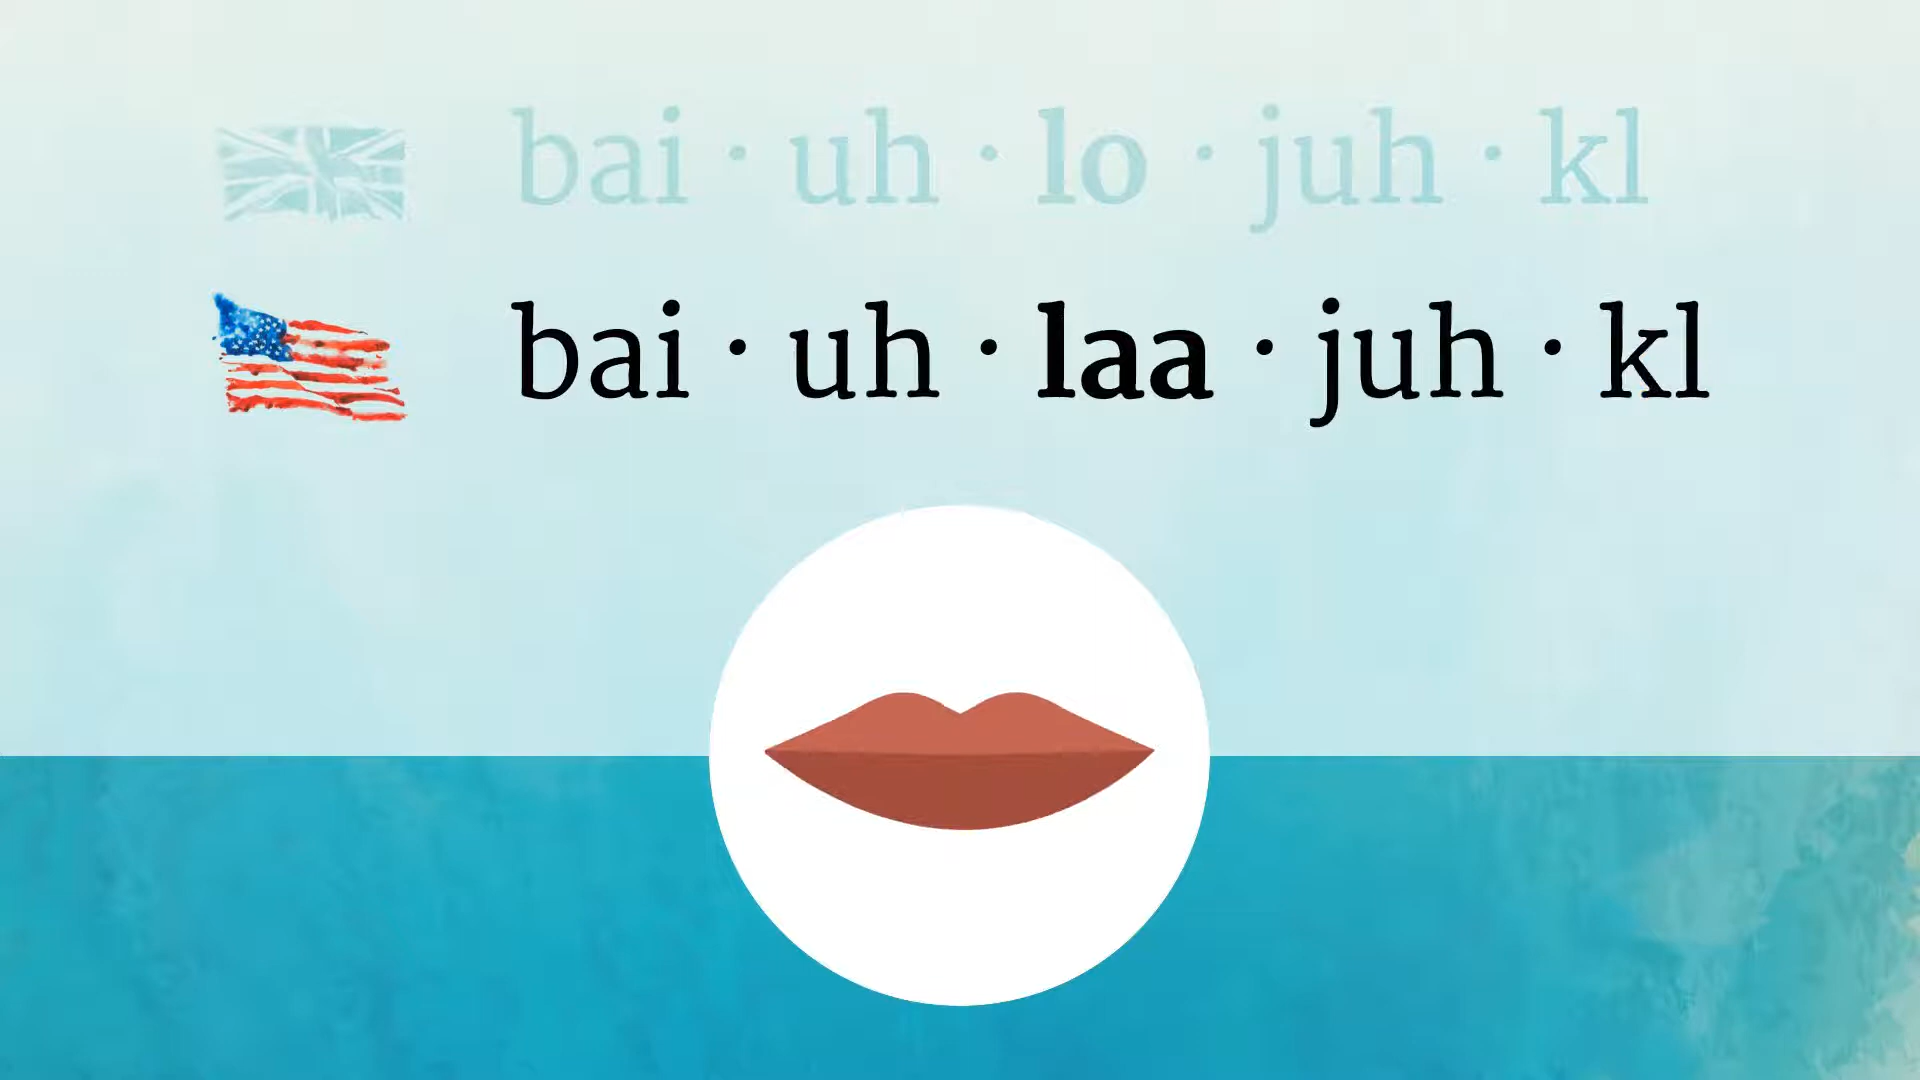 bai · uh · lo · juh · kl
bai · uh · laa · juh · kl